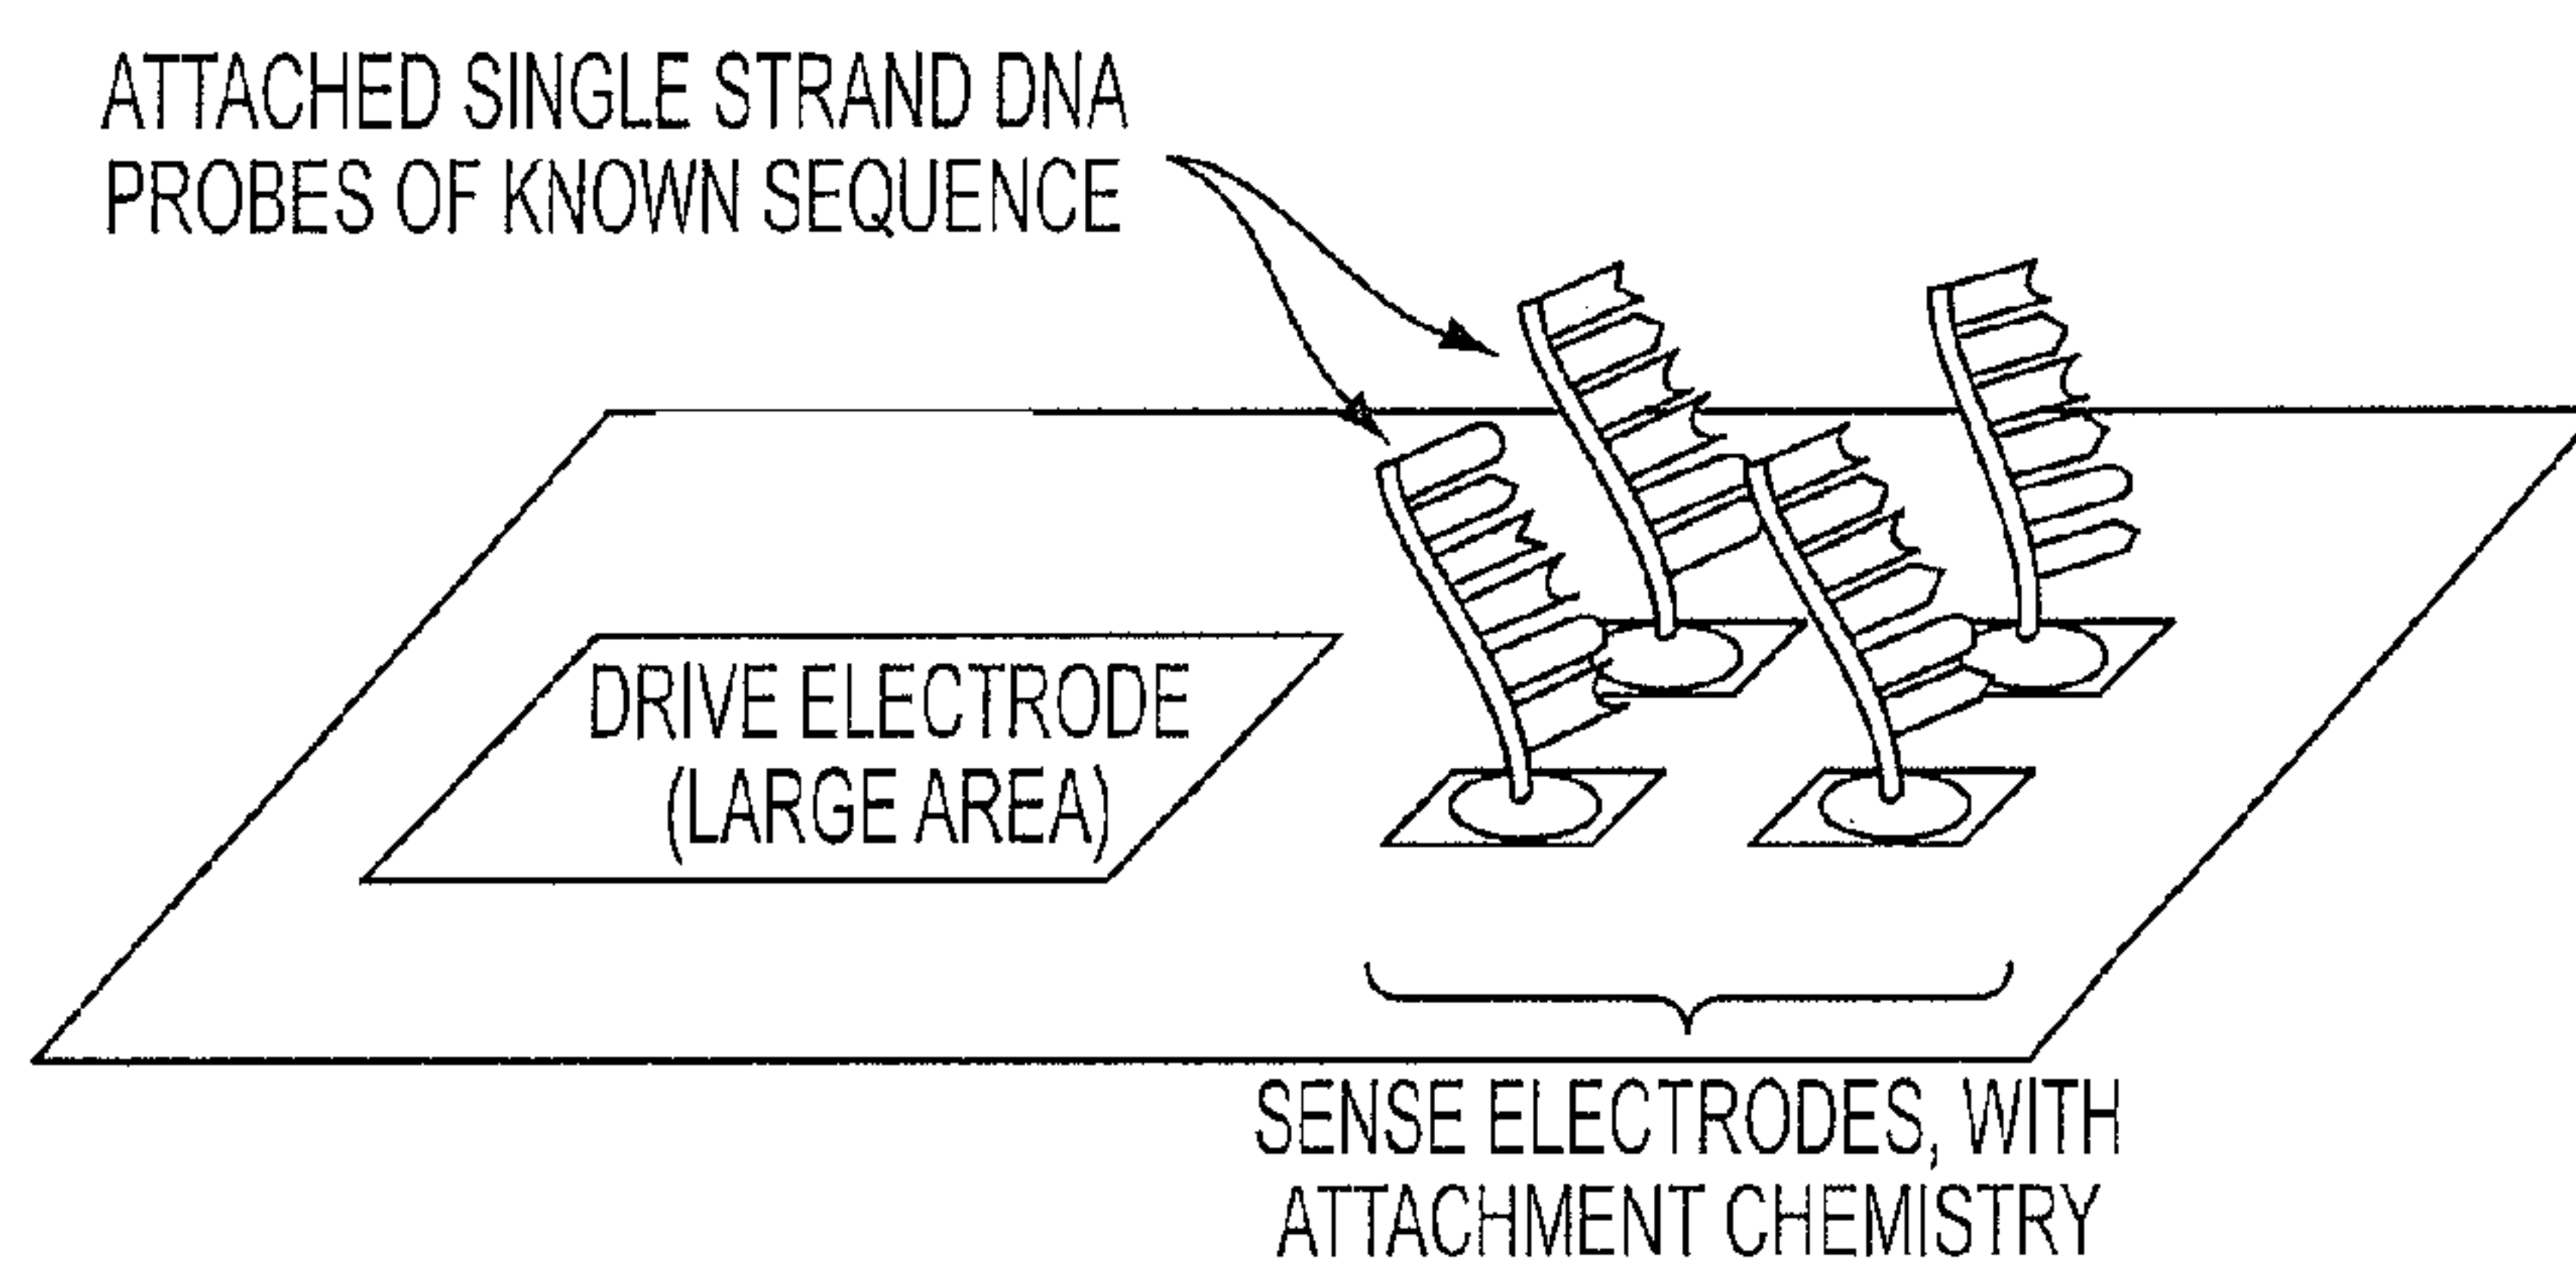 ATTACHED SINGLE STRAND DNA
PROBES OF KNOWN SEQUENCE
DRIVE ELECTRODE
(LARGE AREA)
SENSE ELECTRODES, WITH
ATTACHMENT CHEMISTRY